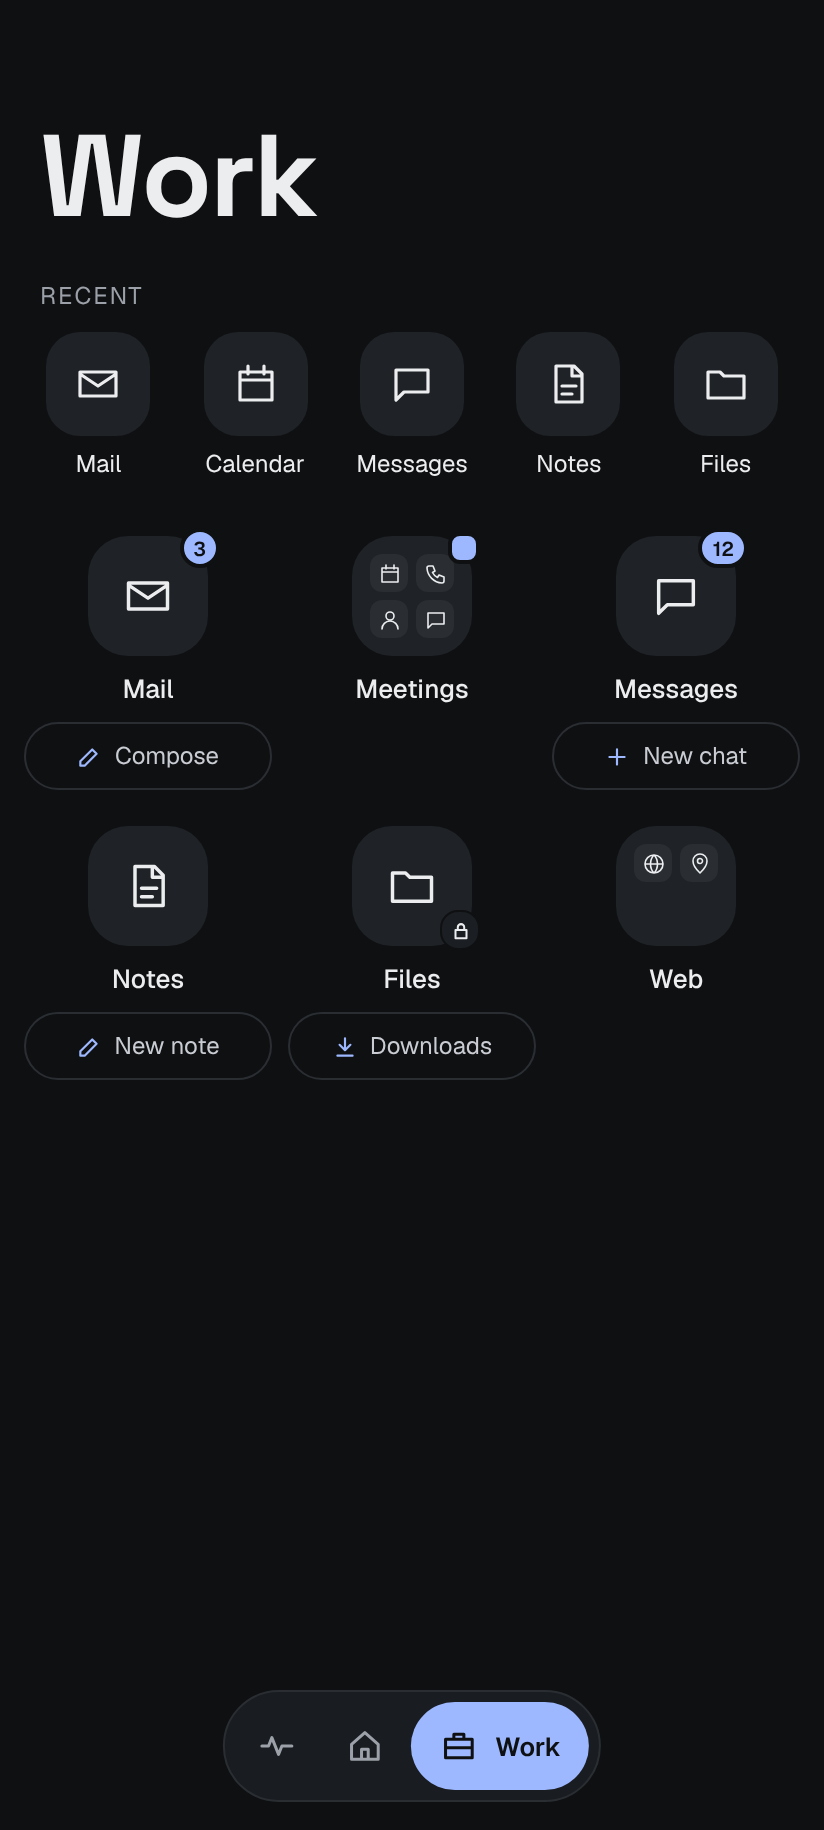 Work
RECENT
Mail Calendar Messages Notes Files
3 12
Mail Meetings Messages
Compose New chat
Notes Files Web
New note Downloads
Work